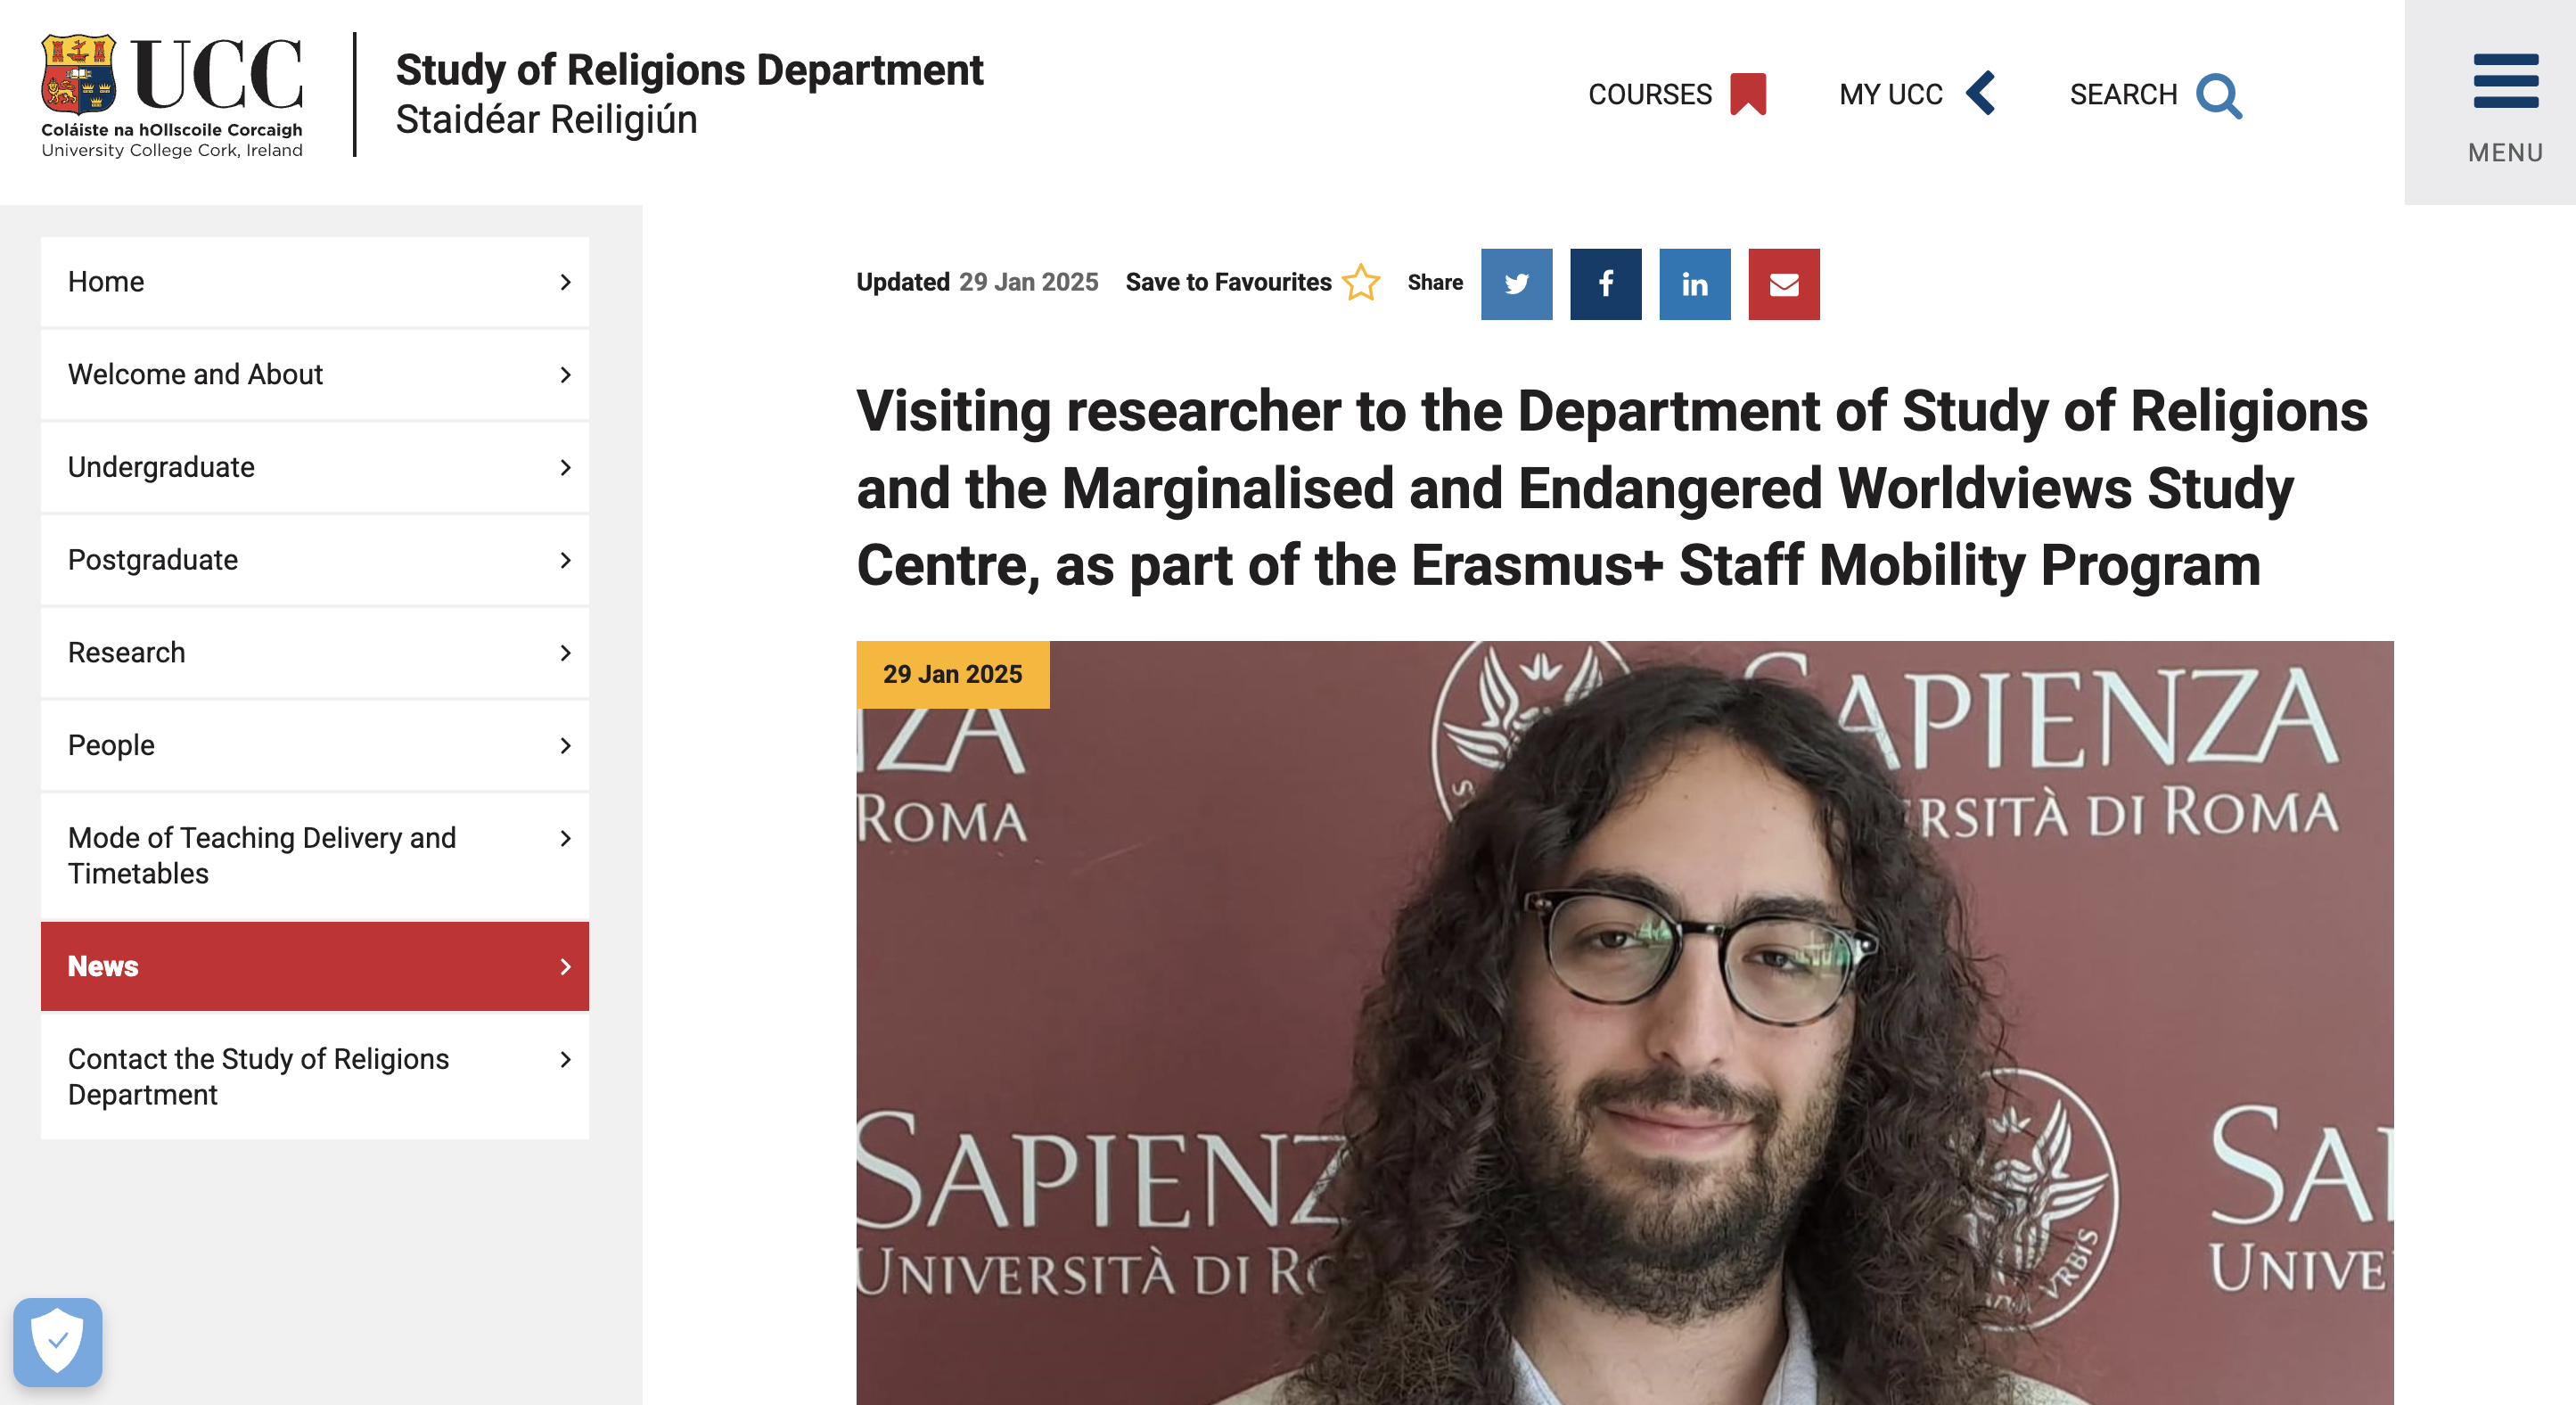 UCC
Coláiste na hOllscoile Corcaigh
University College Cork, Ireland
Study of Religions Department
Staidéar Reiligiún
COURSES
MY UCC
SEARCH
MENU
Home
Welcome and About
Undergraduate
Postgraduate
Research
People
Mode of Teaching Delivery and
Timetables
News
Contact the Study of Religions
Department
Updated 29 Jan 2025 Save to Favourites Share
Visiting researcher to the Department of Study of Religions
and the Marginalised and Endangered Worldviews Study
Centre, as part of the Erasmus+ Staff Mobility Program
29 Jan 2025
NZA
ROMA
SAPIENZA
RSITÀ DI ROMA
SAPIENZ
UNIVERSITÀ DI RO
VRBIS
SAP
UNIVE